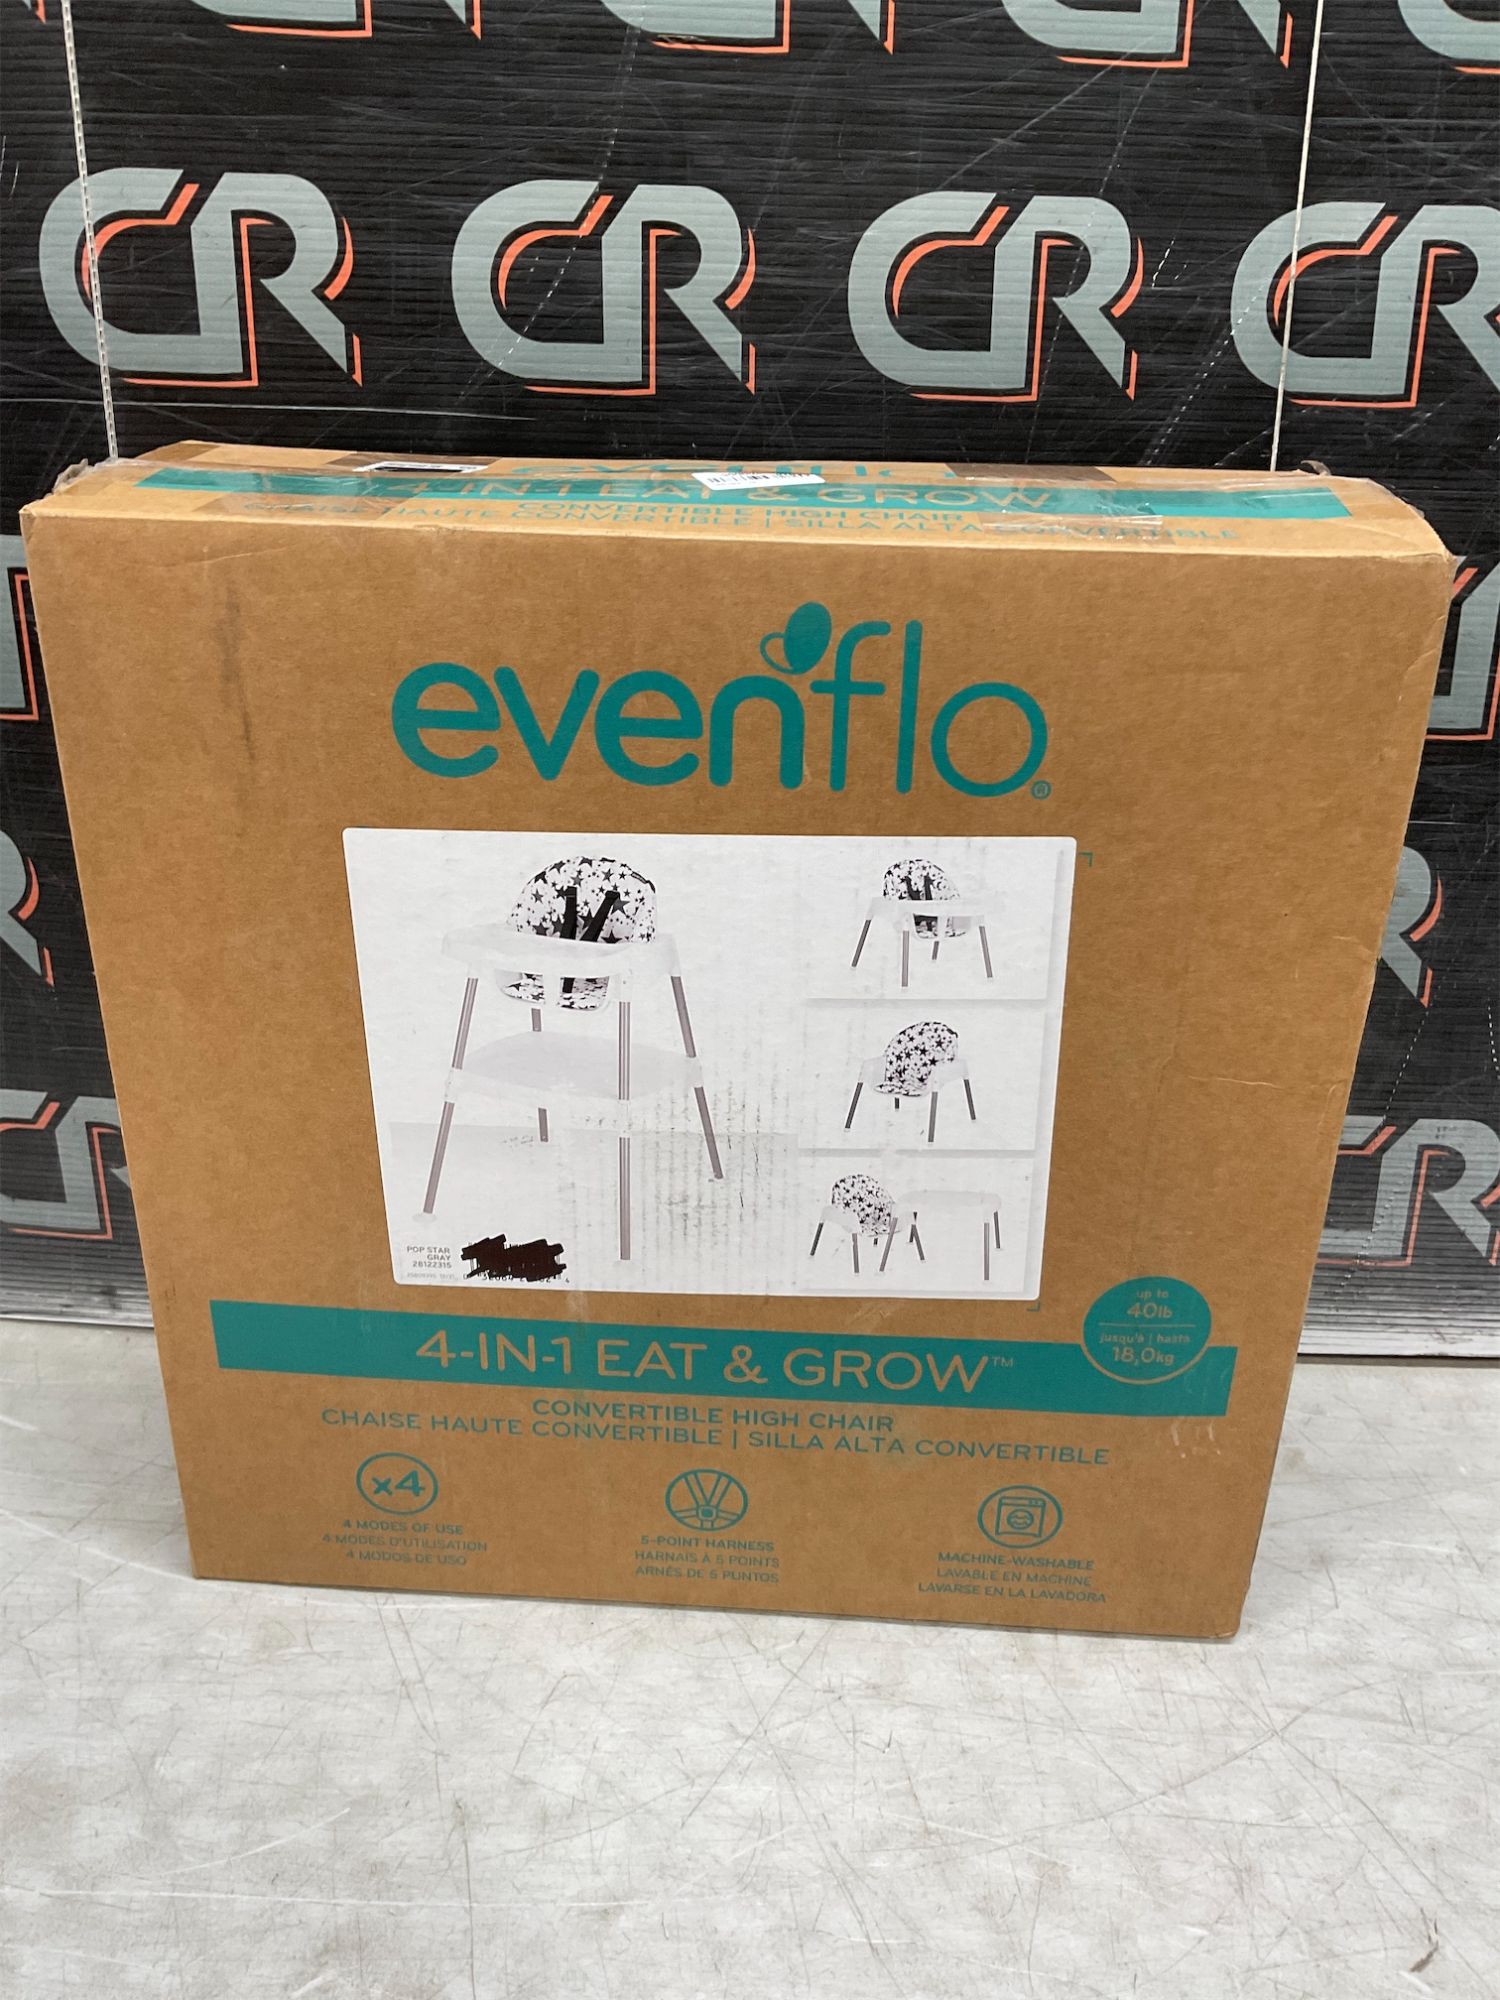 CR CR CR CR
evenflo
4-IN-1 EAT & GROW
CONVERTIBLE HIGH CHAIR
CHAISE HAUTE CONVERTIBLE | SILLA ALTA CONVERTIBLE
evenflo®
POP STAR
GRAY
28122315
up to
40lb
jusqu'à | hasta
18,0kg
4-IN-1 EAT & GROW™
CONVERTIBLE HIGH CHAIR
CHAISE HAUTE CONVERTIBLE | SILLA ALTA CONVERTIBLE
x4
4 MODES OF USE
4 MODES D'UTILISATION
4 MODOS DE USO
5-POINT HARNESS
HARNAIS À 5 POINTS
ARNÉS DE 5 PUNTOS
MACHINE-WASHABLE
LAVABLE EN MACHINE
LAVARSE EN LA LAVADORA